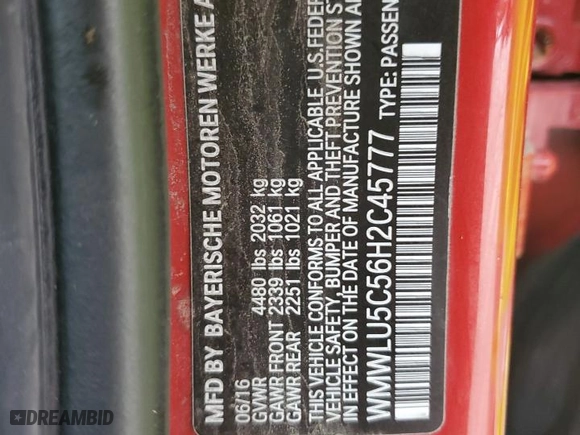 MFD BY BAYERISCHE MOTOREN WERKE A
06/16
GVWR 4480 lbs 2032 kg
GAWR FRONT 2339 lbs 1061 kg
GAWR REAR 2251 lbs 1021 kg
THIS VEHICLE CONFORMS TO ALL APPLICABLE U.S. FEDER
VEHICLE SAFETY, BUMPER AND THEFT PREVENTION S
IN EFFECT ON THE DATE OF MANUFACTURE SHOWN A
WMWLU5C56H2C45777 TYPE: PASSEN
DREAMBID